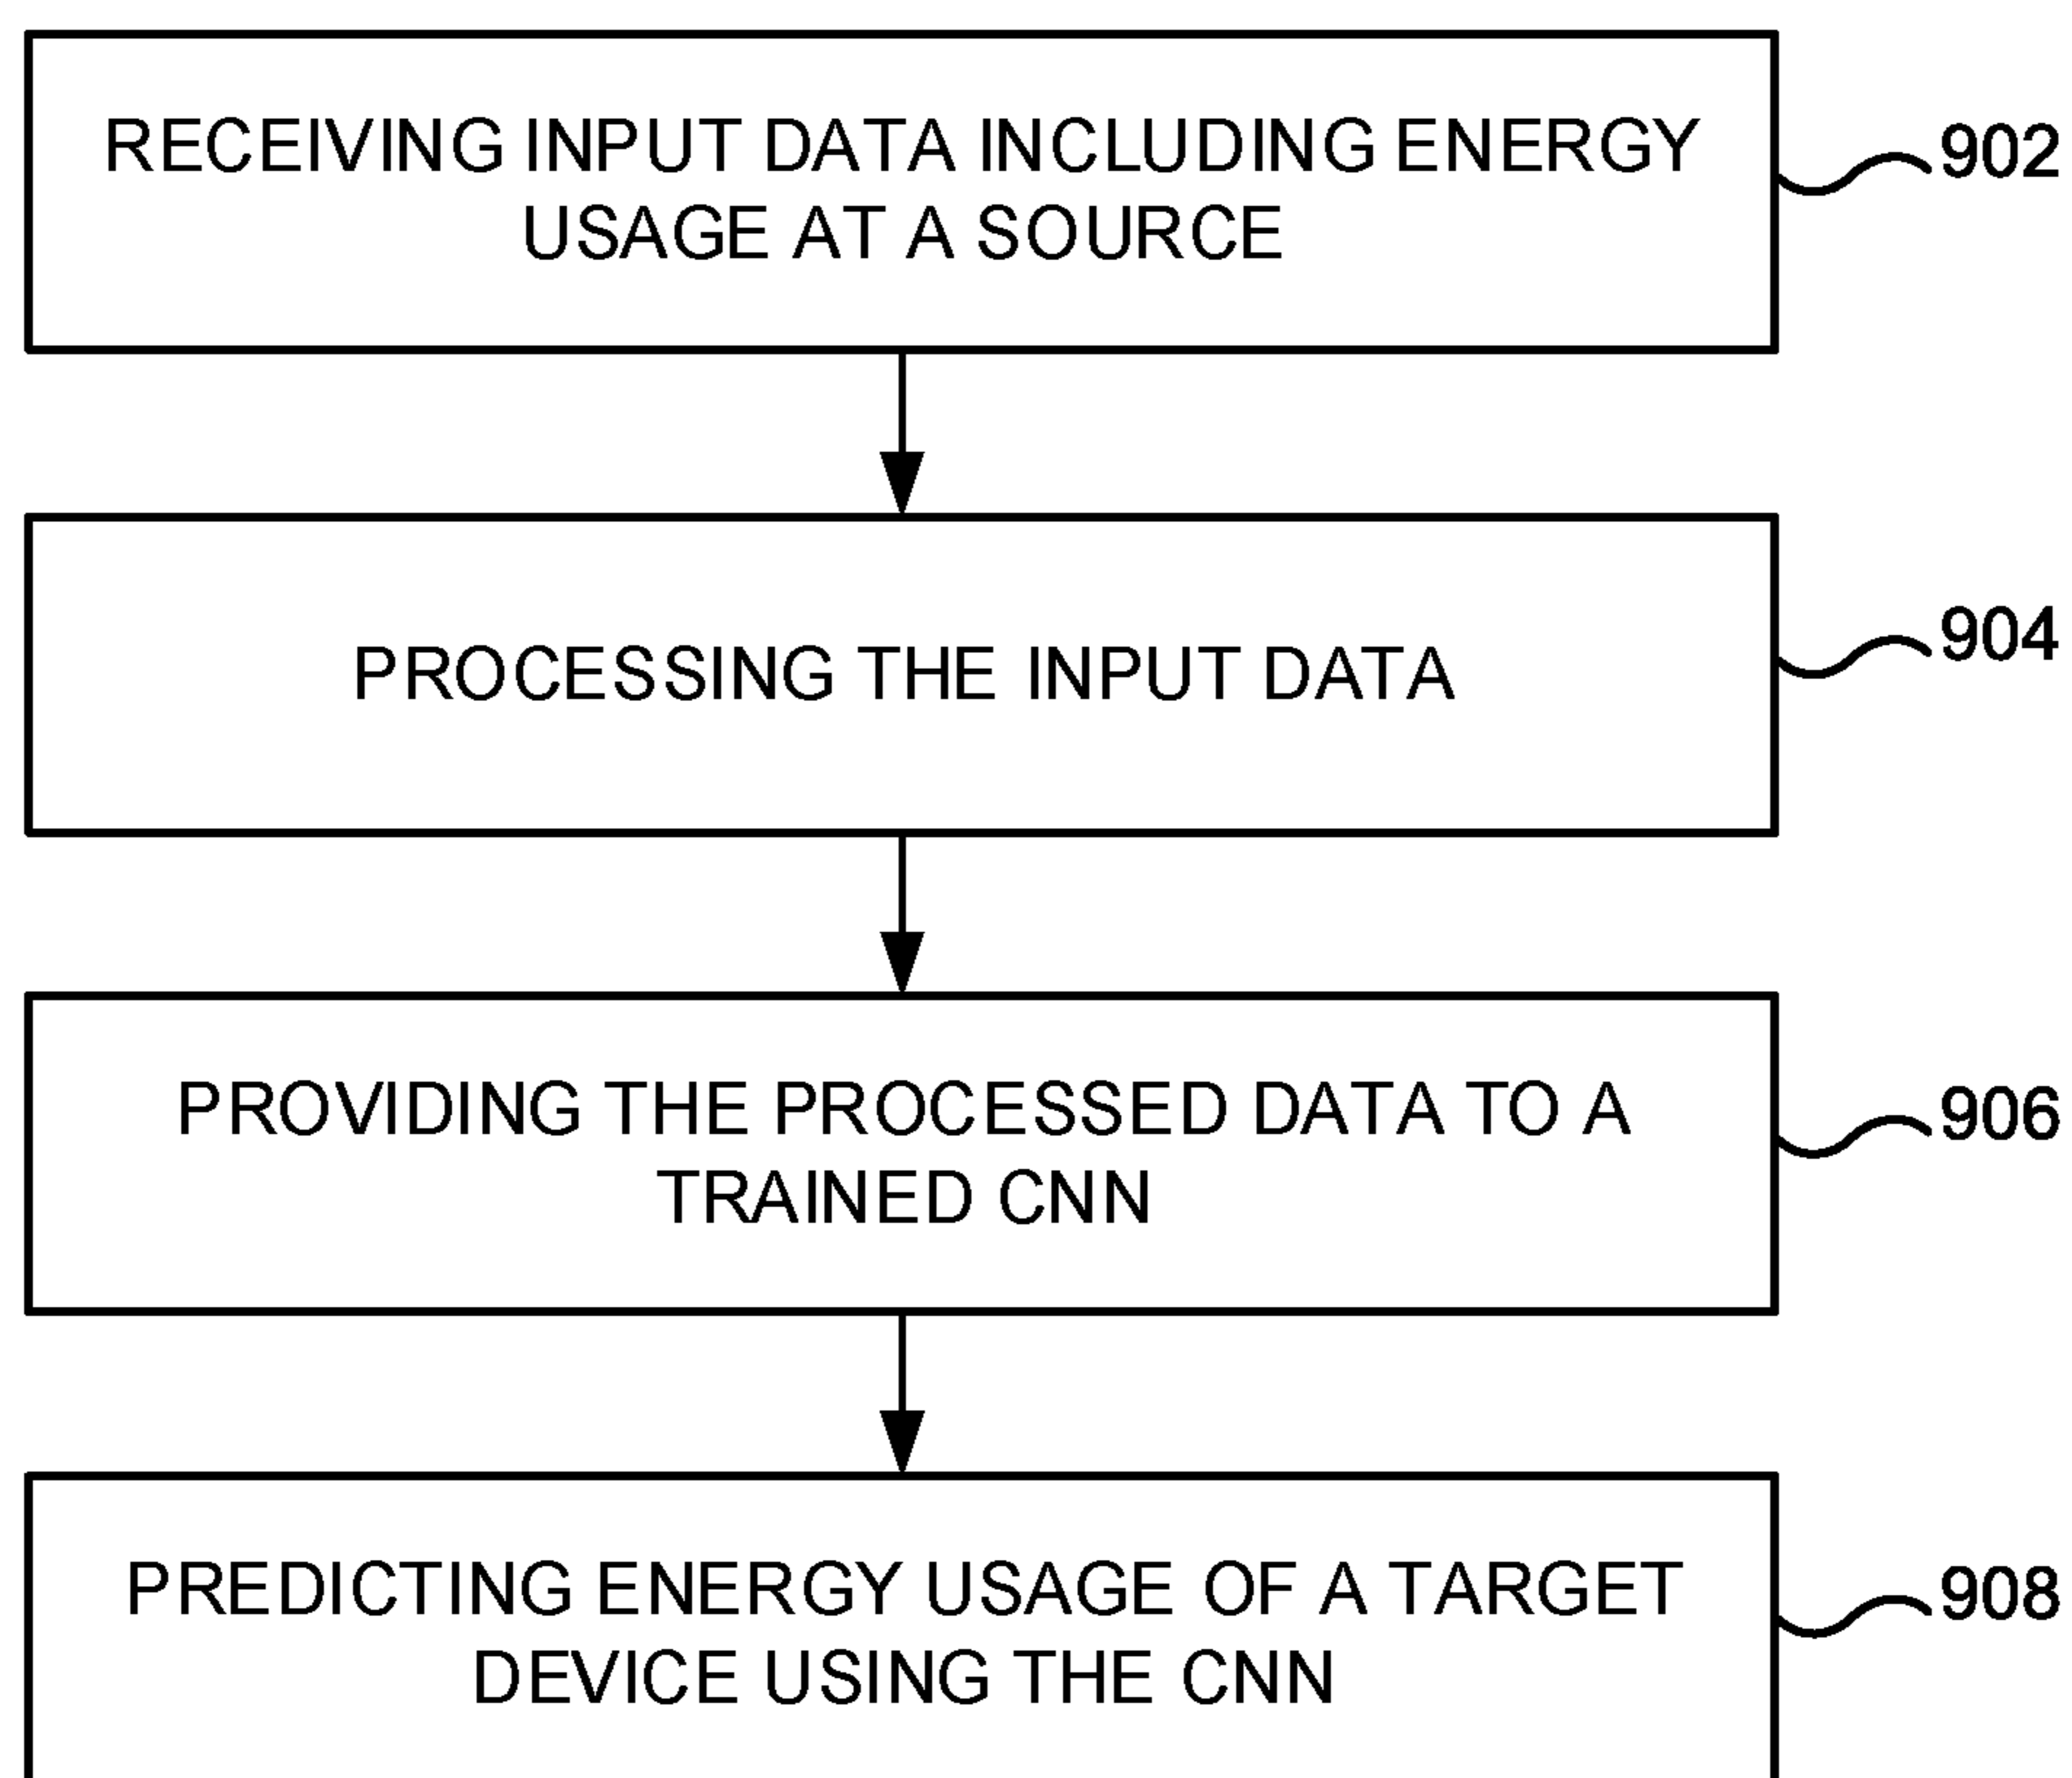 RECEIVING INPUT DATA INCLUDING ENERGY
USAGE AT A SOURCE
902
PROCESSING THE INPUT DATA
904
PROVIDING THE PROCESSED DATA TO A
TRAINED CNN
906
PREDICTING ENERGY USAGE OF A TARGET
DEVICE USING THE CNN
908